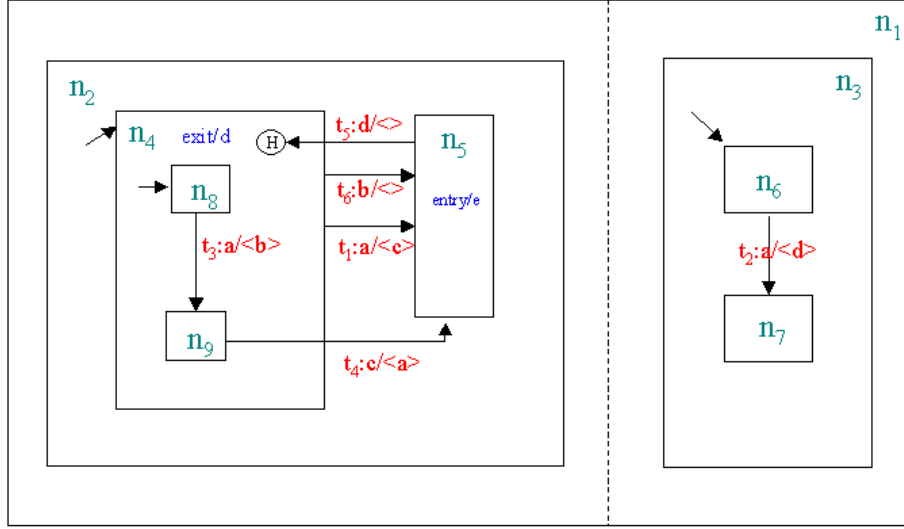 n1
n2
n3
n4 exit/d H
t5:d/<>
n5
n8
t6:b/<>
entry/e
n6
t3:a/<b>
t1:a/<c>
t2:a/<d>
n9
n7
t4:c/<a>